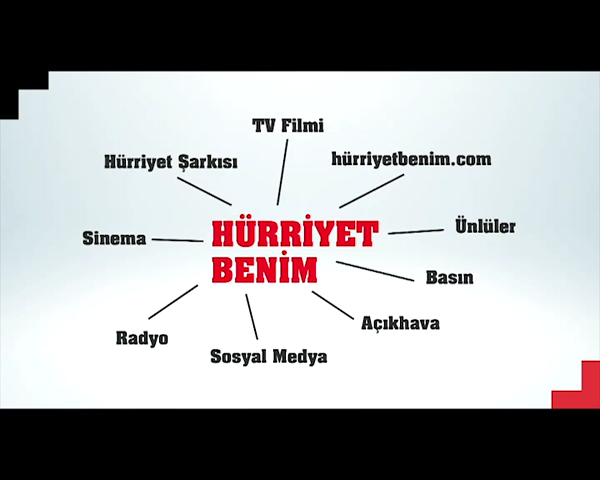 TV Filmi
Hürriyet Şarkısı
hürriyetbenim.com
Sinema
HÜRRİYET
BENİM
Ünlüler
Basın
Radyo
Açıkhava
Sosyal Medya